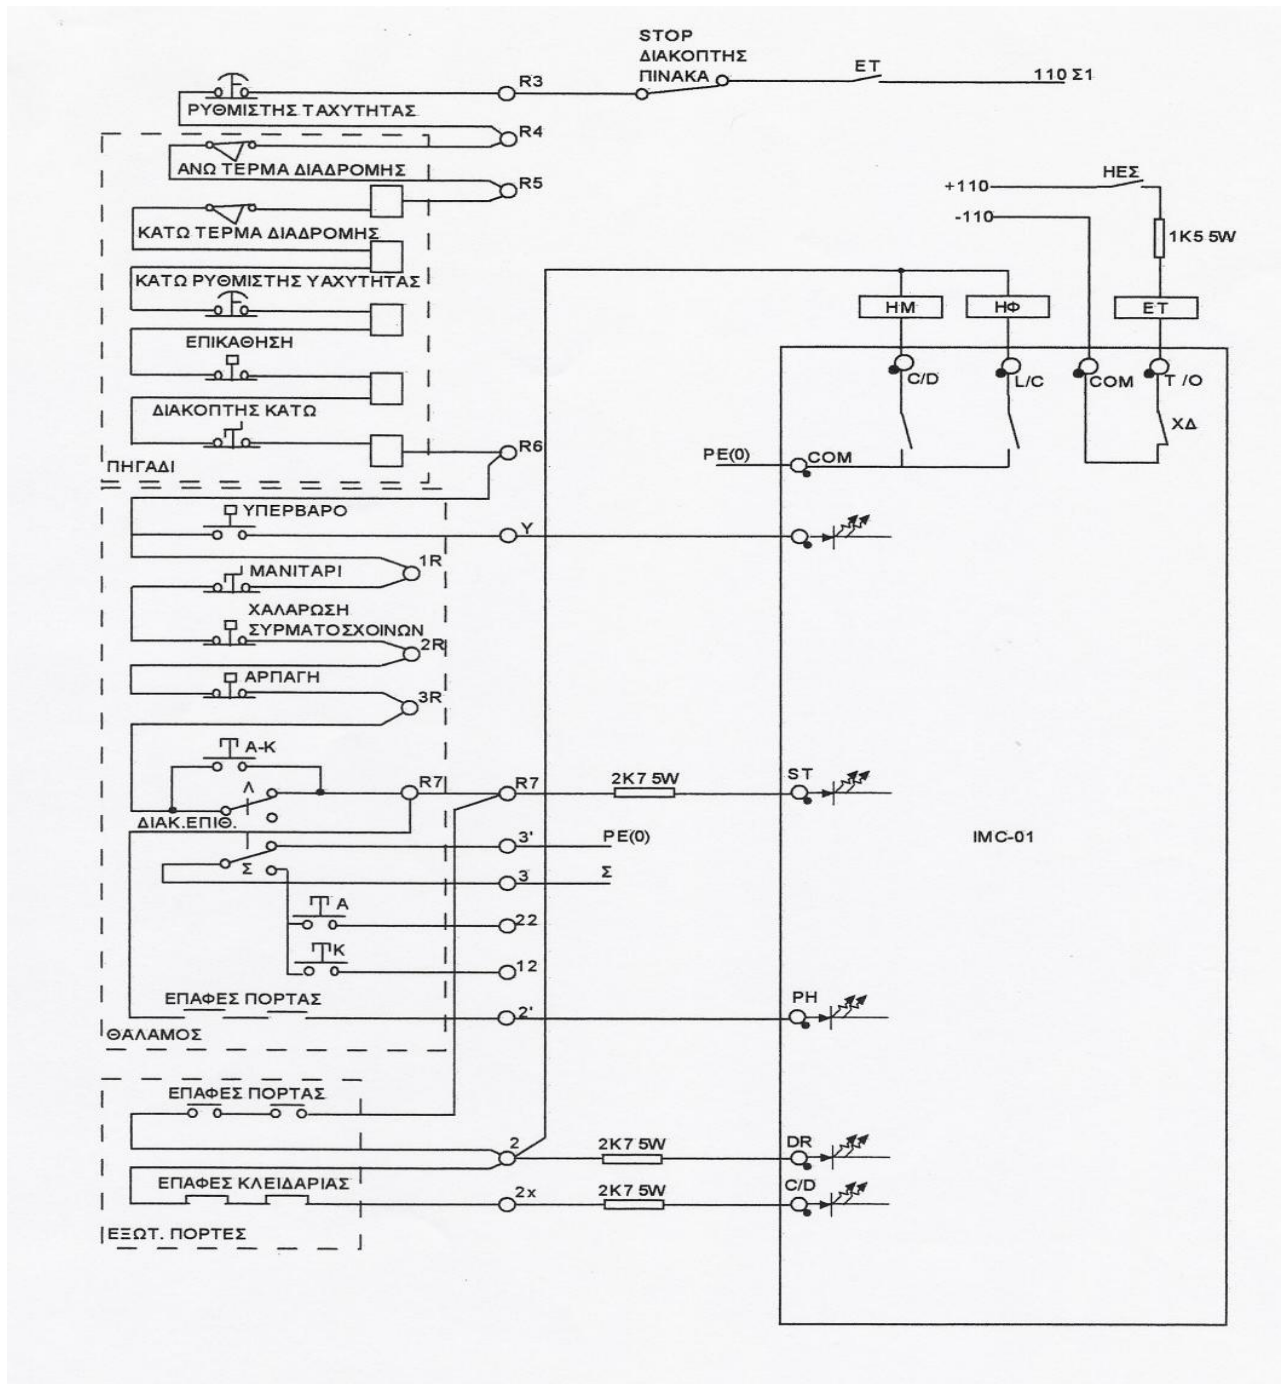 STOP
ΔΙΑΚΟΠΤΗΣ
ΠΙΝΑΚΑ
ΕΤ
110 Σ1
R3
ΡΥΘΜΙΣΤΗΣ ΤΑΧΥΤΗΤΑΣ
R4
ΑΝΩ ΤΕΡΜΑ ΔΙΑΔΡΟΜΗΣ
R5
ΗΕΣ
+110
-110
ΚΑΤΩ ΤΕΡΜΑ ΔΙΑΔΡΟΜΗΣ
1K5 5W
ΚΑΤΩ ΡΥΘΜΙΣΤΗΣ ΥΑΧΥΤΗΤΑΣ
ΗΜ
ΗΦ
ΕΤ
ΕΠΙΚΑΘΗΣΗ
C/D
L/C
COM
T /O
ΔΙΑΚΟΠΤΗΣ ΚΑΤΩ
ΧΔ
R6
PE(0)
COM
ΠΗΓΑΔΙ
ΥΠΕΡΒΑΡΟ
Y
1R
ΜΑΝΙΤΑΡΙ
ΧΑΛΑΡΩΣΗ
ΣΥΡΜΑΤΟΣΧΟΙΝΩΝ
2R
ΑΡΠΑΓΗ
3R
Α-Κ
R7
R7
2K7 5W
ST
Λ
ΔΙΑΚ.ΕΠΙΘ.
3'
PE(0)
IMC-01
Σ
3
Σ
Α
22
Κ
12
ΕΠΑΦΕΣ ΠΟΡΤΑΣ
2'
PH
ΘΑΛΑΜΟΣ
ΕΠΑΦΕΣ ΠΟΡΤΑΣ
2
2K7 5W
DR
ΕΠΑΦΕΣ ΚΛΕΙΔΑΡΙΑΣ
2x
2K7 5W
C/D
ΕΞΩΤ. ΠΟΡΤΕΣ